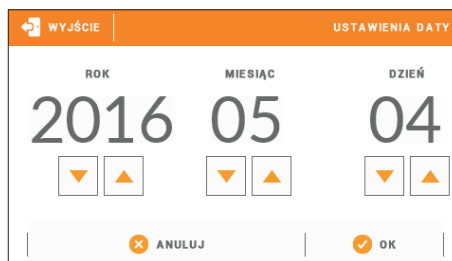 WYJŚCIE USTAWIENIA DATY
ROK MIESIĄC DZIEŃ
2016 05 04
ANULUJ OK